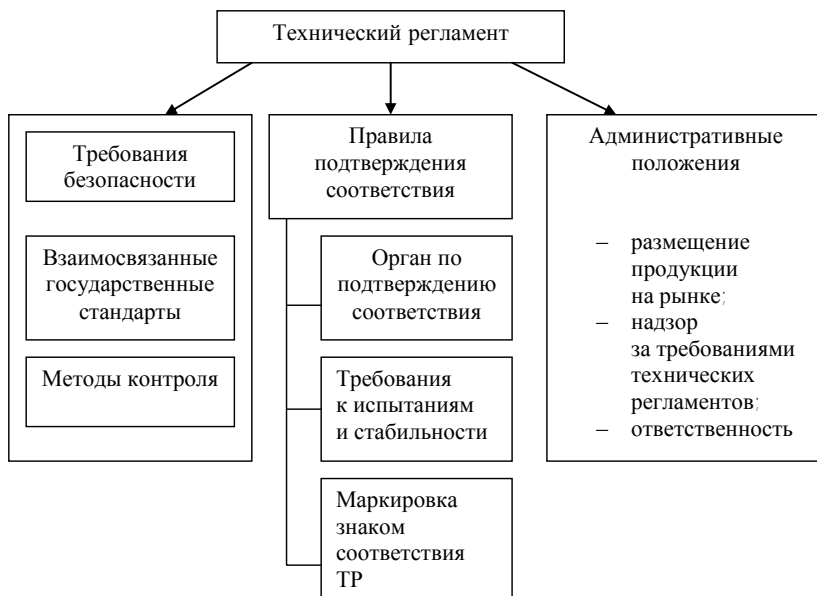 Технический регламент
Требования
безопасности
Взаимосвязанные
государственные
стандарты
Методы контроля
Правила
подтверждения
соответствия
Орган по
подтверждению
соответствия
Требования
к испытаниям
и стабильности
Маркировка
знаком
соответствия
ТР
Административные
положения
– размещение
продукции
на рынке;
– надзор
за требованиями
технических
регламентов;
– ответственность